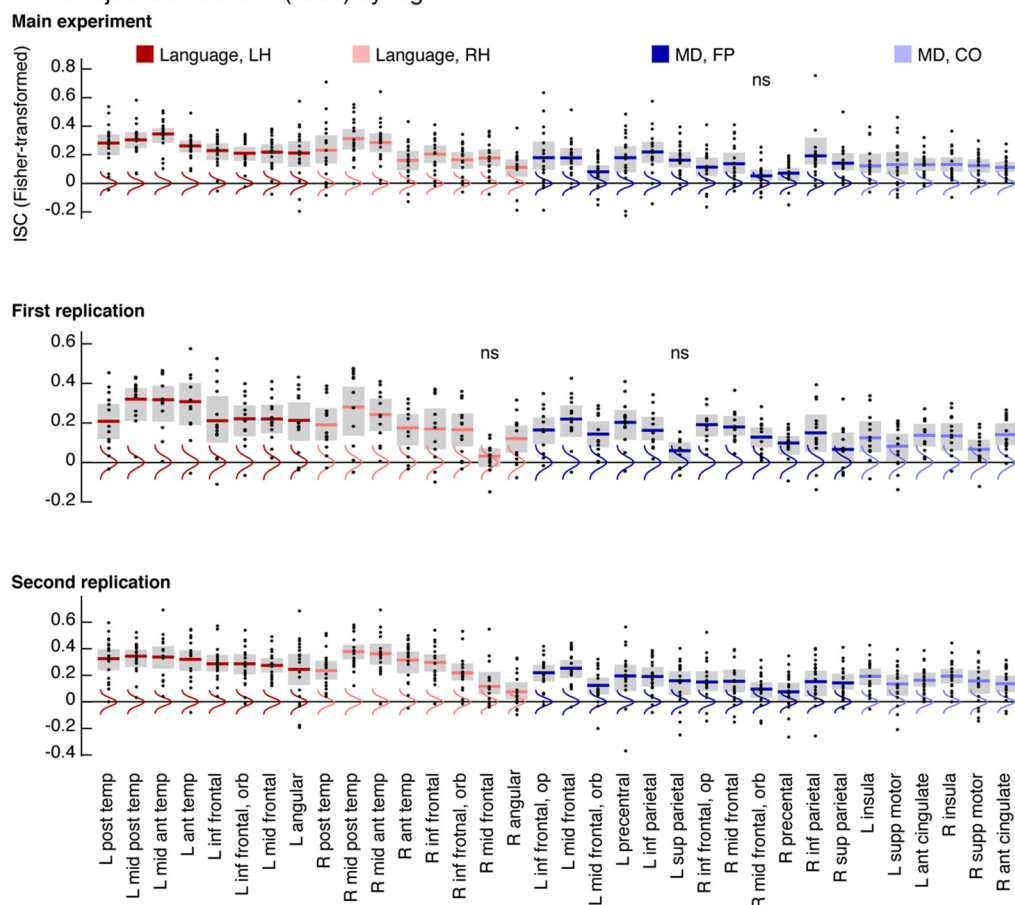 Main experiment
Language, LH
Language, RH
MD, FP
MD, CO
ISC (Fisher-transformed)
0.8
0.6
0.4
0.2
0
-0.2
ns
First replication
0.6
0.4
0.2
0
-0.2
ns
ns
Second replication
0.6
0.4
0.2
0
-0.2
-0.4
L post temp
L mid post temp
L mid ant temp
L ant temp
L inf frontal
L inf frontal, orb
L mid frontal
L angular
R post temp
R mid post temp
R mid ant temp
R ant temp
R inf frontal
R inf frotnal, orb
R mid frontal
R angular
L inf frontal, op
L mid frontal
L mid frontal, orb
L precentral
L inf parietal
L sup parietal
R inf frontal, op
R mid frontal
R mid frontal, orb
R precental
R inf parietal
R sup parietal
L insula
L supp motor
L ant cingulate
R insula
R supp motor
R ant cingulate